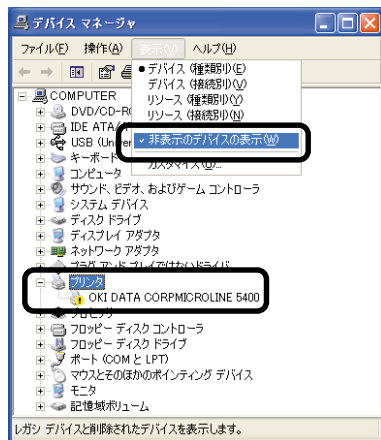 デバイス マネージャ
ファイル(F) 操作(A) 表示(V) ヘルプ(H)
デバイス (種類別)(E)
デバイス (接続別)(D)
リソース (種類別)(Y)
リソース (接続別)(N)
非表示のデバイスの表示(W)
カスタマイズ(U)...
COMPUTER
DVD/CD-R
IDE ATA/
USB (Univer
キーボード
コンピュータ
サウンド、ビデオ、およびゲーム コントローラ
システム デバイス
ディスク ドライブ
ディスプレイ アダプタ
ネットワーク アダプタ
プラグ アンド プレイではないドライバ
プリンタ
OKI DATA CORPMICROLINE 5400
プロセッサ
フロッピー ディスク コントローラ
フロッピー ディスク ドライブ
ポート (COM と LPT)
マウスとそのほかのポインティング デバイス
モニタ
記憶域ボリューム
レガシ デバイスと削除されたデバイスを表示します。